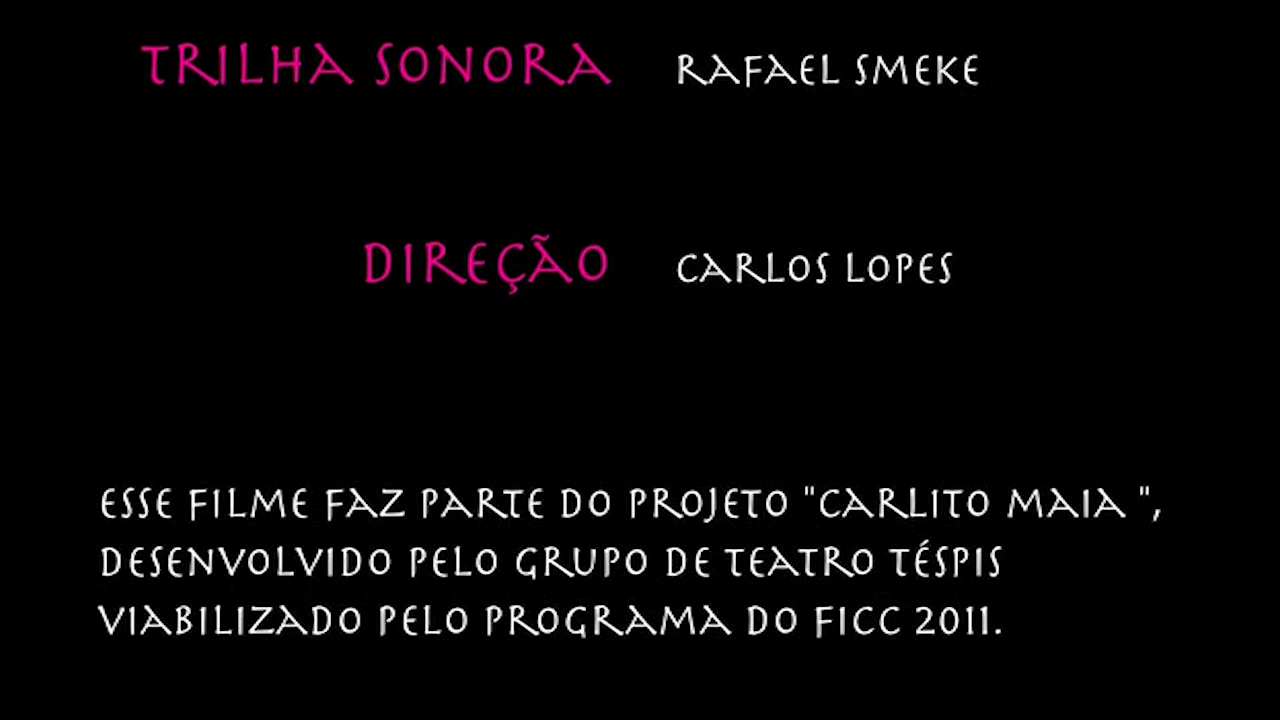 TRILHA SONORA RAFAEL SMEKE
DIREÇÃO CARLOS LOPES
ESSE FILME FAZ PARTE DO PROJETO "CARLITO MAIA ",
DESENVOLVIDO PELO GRUPO DE TEATRO TÉSPIS
VIABILIZADO PELO PROGRAMA DO FICC 2011.